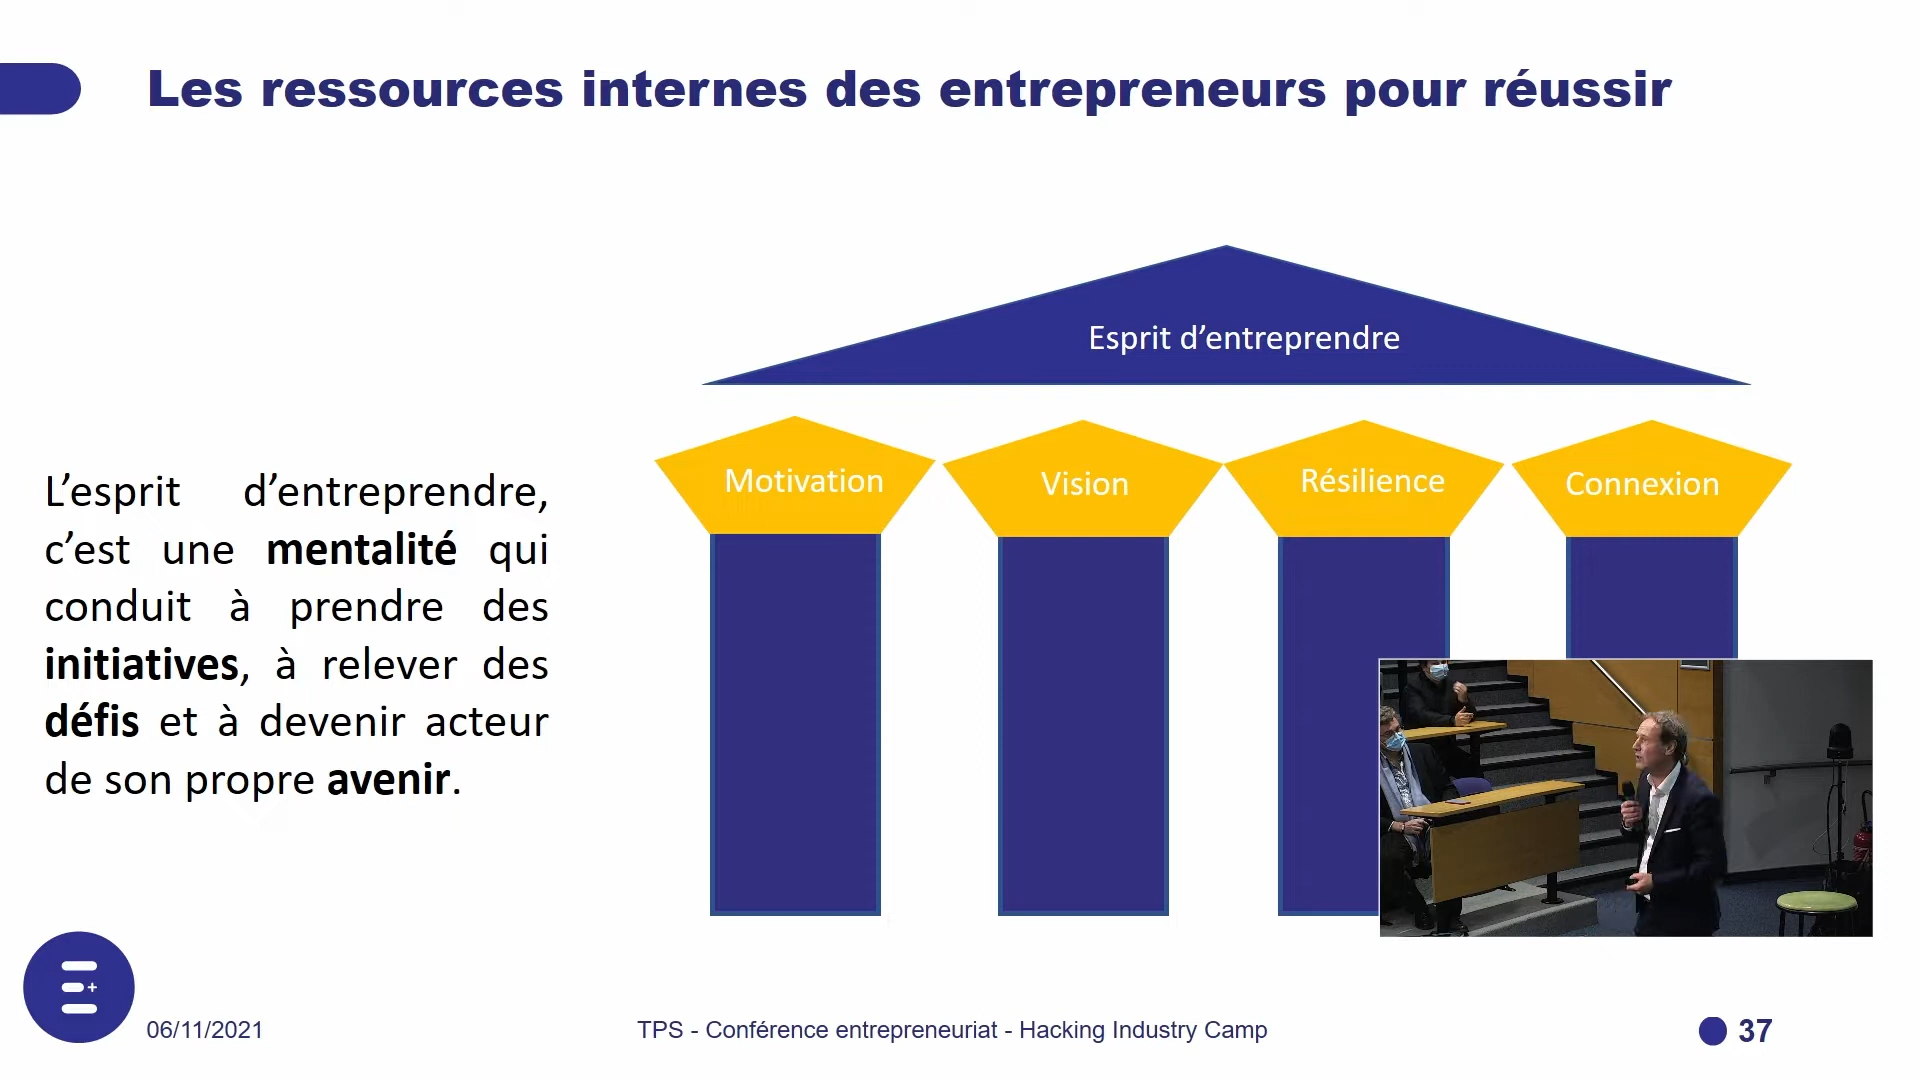 Les ressources internes des entrepreneurs pour réussir
Esprit d’entreprendre
Motivation
Vision
Résilience
Connexion
L’esprit d’entreprendre,
c’est une mentalité qui
conduit à prendre des
initiatives, à relever des
défis et à devenir acteur
de son propre avenir.
06/11/2021
TPS - Conférence entrepreneuriat - Hacking Industry Camp
37